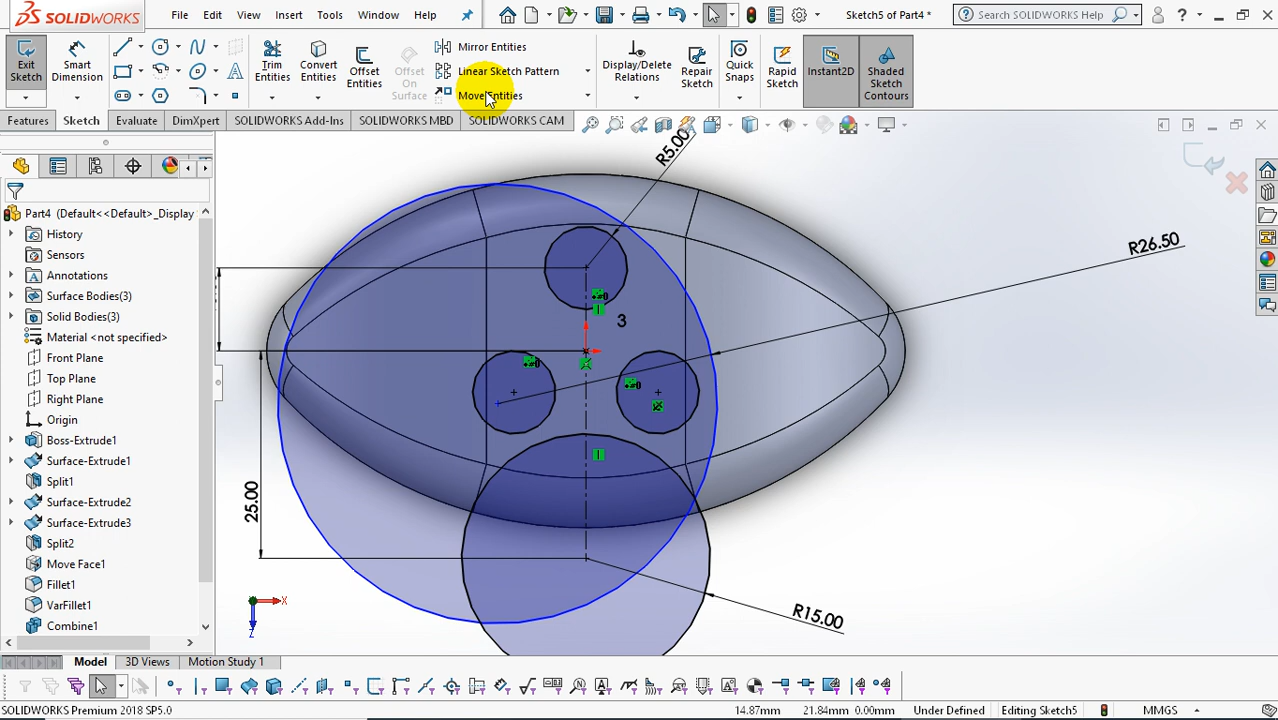 SOLIDWORKS
File Edit View Insert Tools Window Help
Sketch5 of Part4 *
Search SOLIDWORKS Help
Exit Sketch
Smart Dimension
Trim Entities
Convert Entities
Offset Entities
Offset On Surface
Mirror Entities
Linear Sketch Pattern
Move Entities
Display/Delete Relations
Repair Sketch
Quick Snaps
Rapid Sketch
Instant2D
Shaded Sketch Contours
Features Sketch Evaluate DimXpert SOLIDWORKS Add-Ins SOLIDWORKS MBD SOLIDWORKS CAM
Part4 (Default<<Default>_Display
History
Sensors
Annotations
Surface Bodies(3)
Solid Bodies(3)
Material <not specified>
Front Plane
Top Plane
Right Plane
Origin
Boss-Extrude1
Surface-Extrude1
Split1
Surface-Extrude2
Surface-Extrude3
Split2
Move Face1
Fillet1
VarFillet1
Combine1
R5.00
R26.50
3
25.00
R15.00
X
Z
Model 3D Views Motion Study 1
SOLIDWORKS Premium 2018 SP5.0
14.87mm 21.84mm 0.00mm Under Defined Editing Sketch5 MMGS